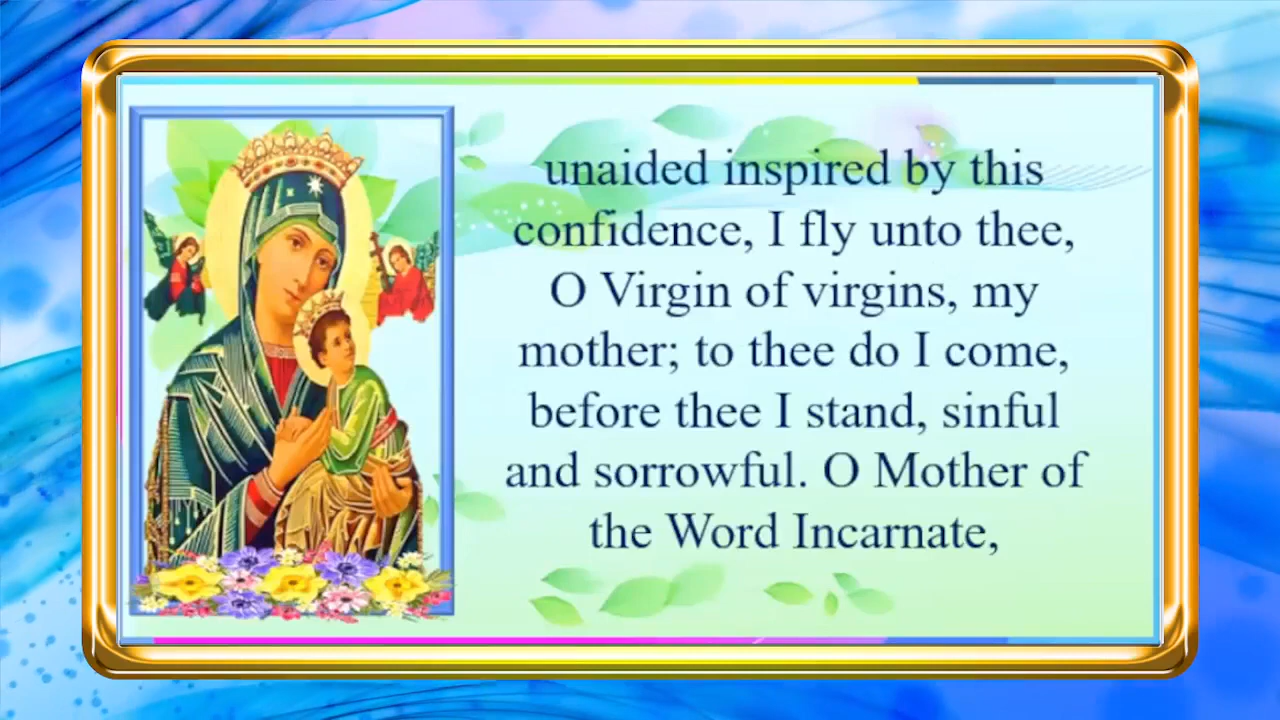 unaided inspired by this
confidence, I fly unto thee,
O Virgin of virgins, my
mother; to thee do I come,
before thee I stand, sinful
and sorrowful. O Mother of
the Word Incarnate,